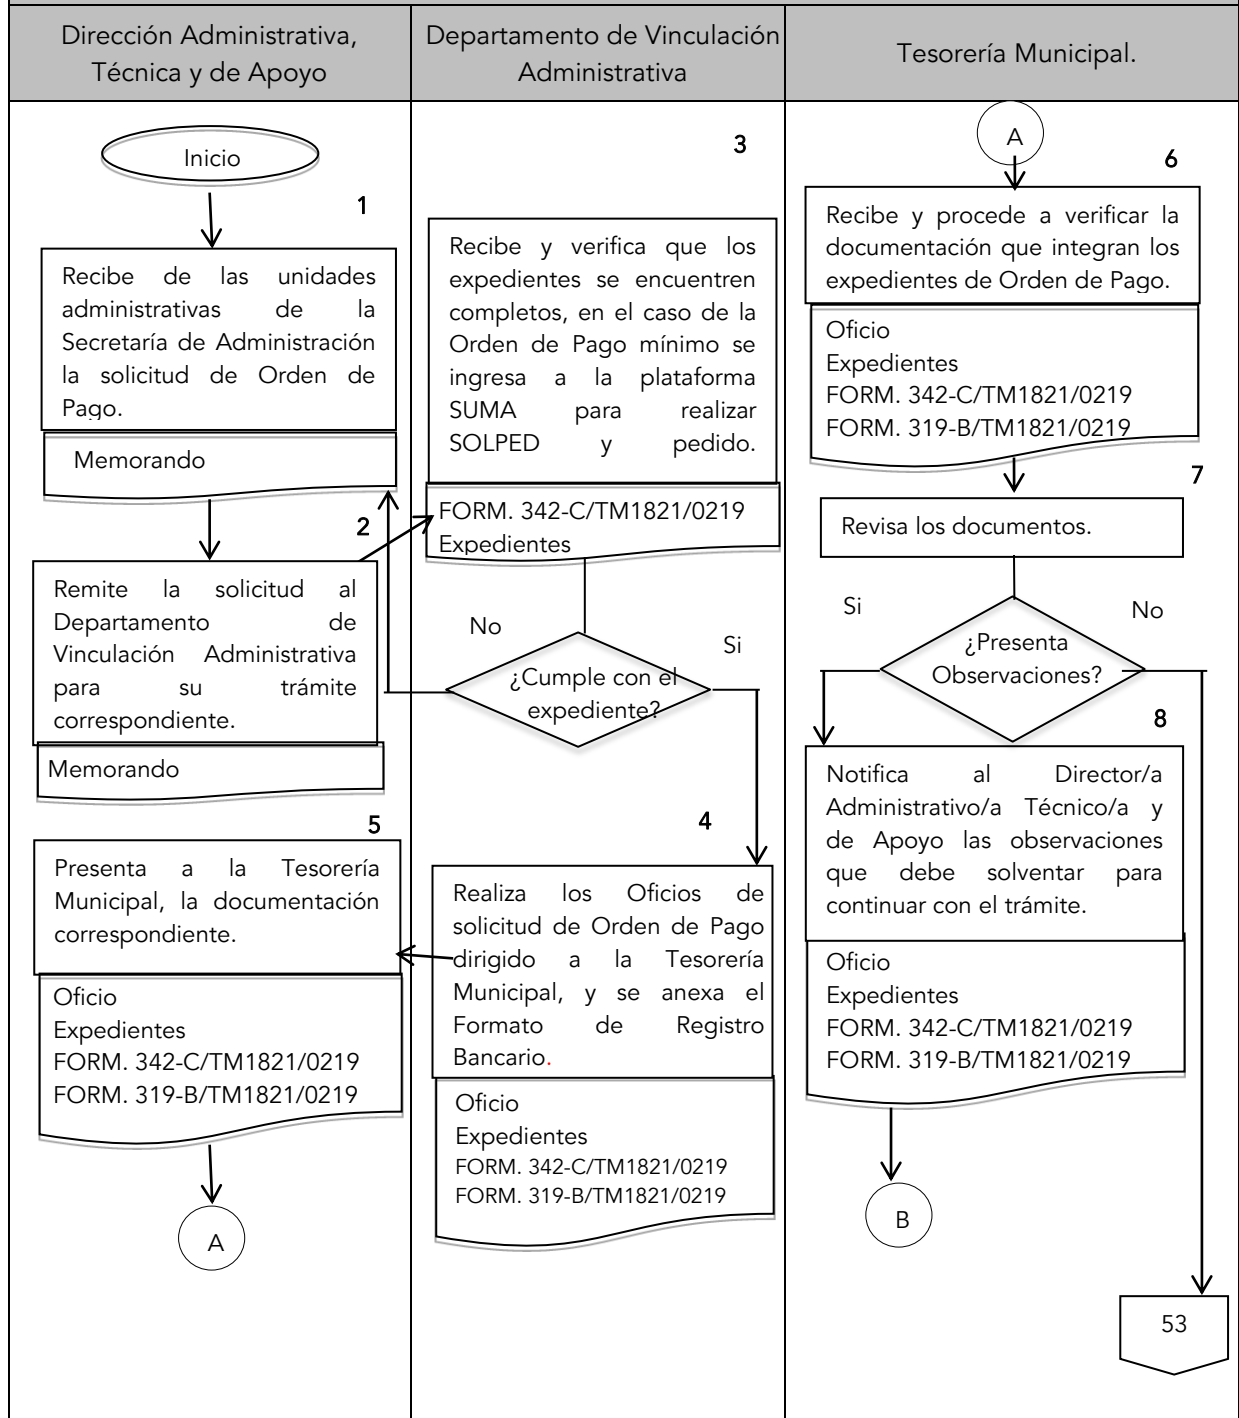 Dirección Administrativa,
Técnica y de Apoyo
Departamento de Vinculación
Administrativa
Tesorería Municipal.
Inicio
1
Recibe de las unidades
administrativas de la
Secretaría de Administración
la solicitud de Orden de
Pago.
Memorando
2
Remite la solicitud al
Departamento de
Vinculación Administrativa
para su trámite
correspondiente.
Memorando
5
Presenta a la Tesorería
Municipal, la documentación
correspondiente.
Oficio
Expedientes
FORM. 342-C/TM1821/0219
FORM. 319-B/TM1821/0219
A
3
Recibe y verifica que los
expedientes se encuentren
completos, en el caso de la
Orden de Pago mínimo se
ingresa a la plataforma
SUMA para realizar
SOLPED y pedido.
FORM. 342-C/TM1821/0219
Expedientes
No
Si
¿Cumple con el
expediente?
4
Realiza los Oficios de
solicitud de Orden de Pago
dirigido a la Tesorería
Municipal, y se anexa el
Formato de Registro
Bancario.
Oficio
Expedientes
FORM. 342-C/TM1821/0219
FORM. 319-B/TM1821/0219
A
6
Recibe y procede a verificar la
documentación que integran los
expedientes de Orden de Pago.
Oficio
Expedientes
FORM. 342-C/TM1821/0219
FORM. 319-B/TM1821/0219
7
Revisa los documentos.
Si
No
¿Presenta
Observaciones?
8
Notifica al Director/a
Administrativo/a Técnico/a y
de Apoyo las observaciones
que debe solventar para
continuar con el trámite.
Oficio
Expedientes
FORM. 342-C/TM1821/0219
FORM. 319-B/TM1821/0219
B
53